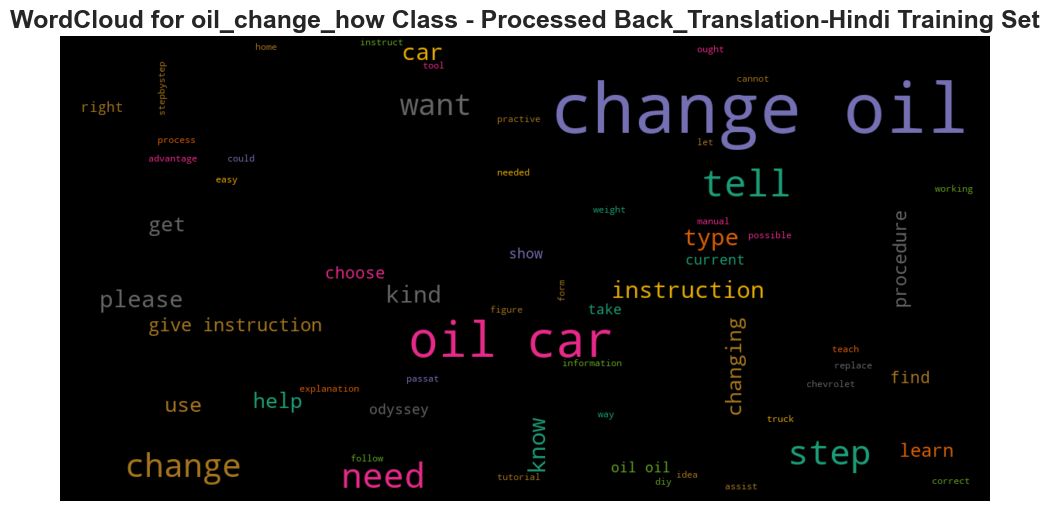 WordCloud for oil_change_how Class - Processed Back_Translation-Hindi Training Set
home
instruct
car
tool
ought
cannot
stepbystep
right
want
practive
change oil
let
process
advantage
could
easy
needed
tell
working
weight
get
manual
type
possible
procedure
show
current
choose
please
kind
form
instruction
give instruction
figure
take
oil car
changing
information
teach
replace
chevrolet
find
passat
explanation
use
help
odyssey
way
truck
know
step
learn
change
follow
need
tutorial
oil oil
diy
idea
assist
correct